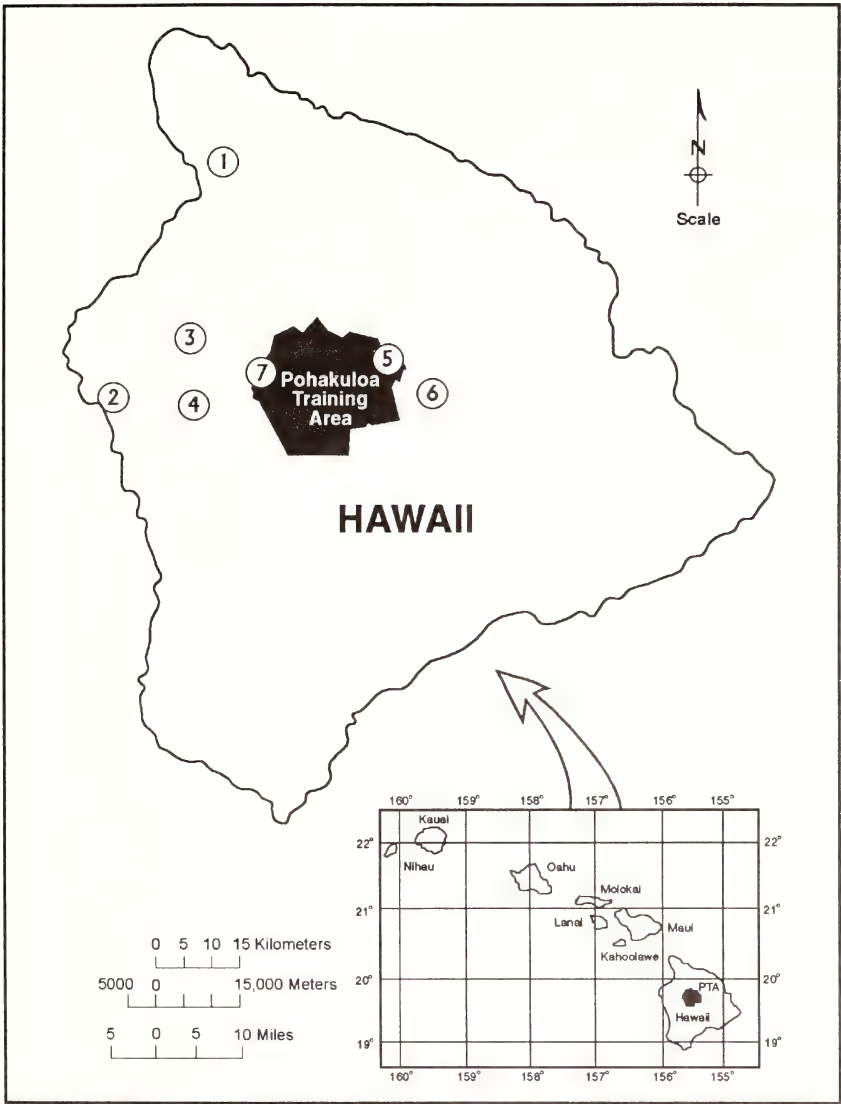 1
N
Scale
3
5
7
Pohakuloa
Training
Area
2
4
6
HAWAII
160° 159° 158° 157° 156° 155°
Kauai
22° 22°
Nihau
Oahu
Molokai
21° 21°
Lanai
Maui
Kahoolawe
20° 20°
PTA
Hawaii
19° 19°
160° 159° 158° 157° 156° 155°
0 5 10 15 Kilometers
5000 0 15,000 Meters
5 0 5 10 Miles